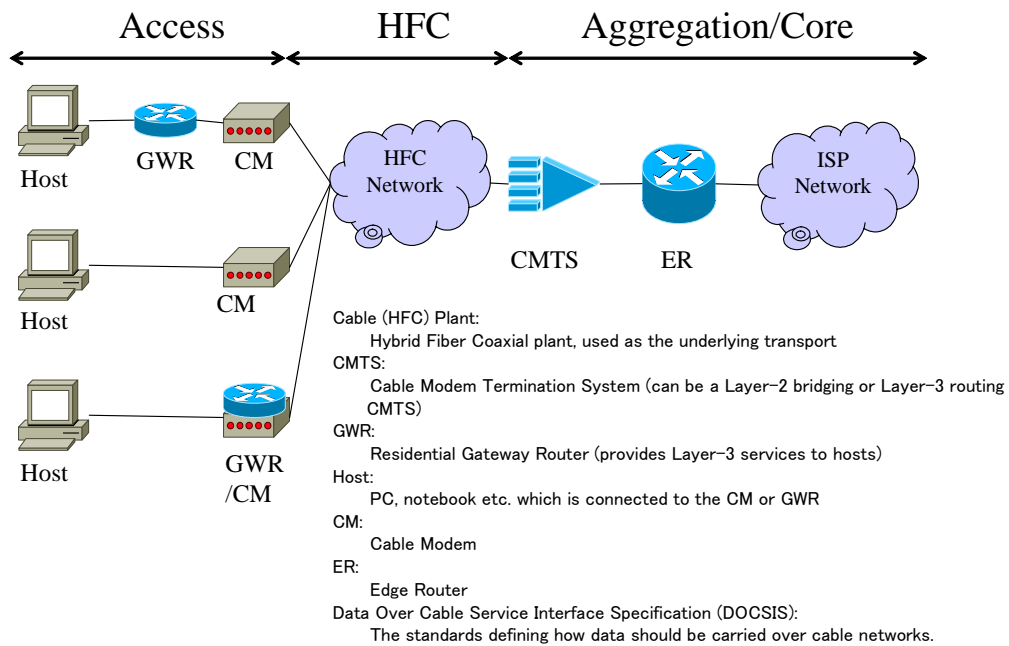 Access HFC Aggregation/Core
Host
GWR
CM
HFC
Network
CMTS
ER
ISP
Network
Host
CM
Host
GWR
/CM
Cable (HFC) Plant:
Hybrid Fiber Coaxial plant, used as the underlying transport
CMTS:
Cable Modem Termination System (can be a Layer-2 bridging or Layer-3 routing
CMTS)
GWR:
Residential Gateway Router (provides Layer-3 services to hosts)
Host:
PC, notebook etc. which is connected to the CM or GWR
CM:
Cable Modem
ER:
Edge Router
Data Over Cable Service Interface Specification (DOCSIS):
The standards defining how data should be carried over cable networks.